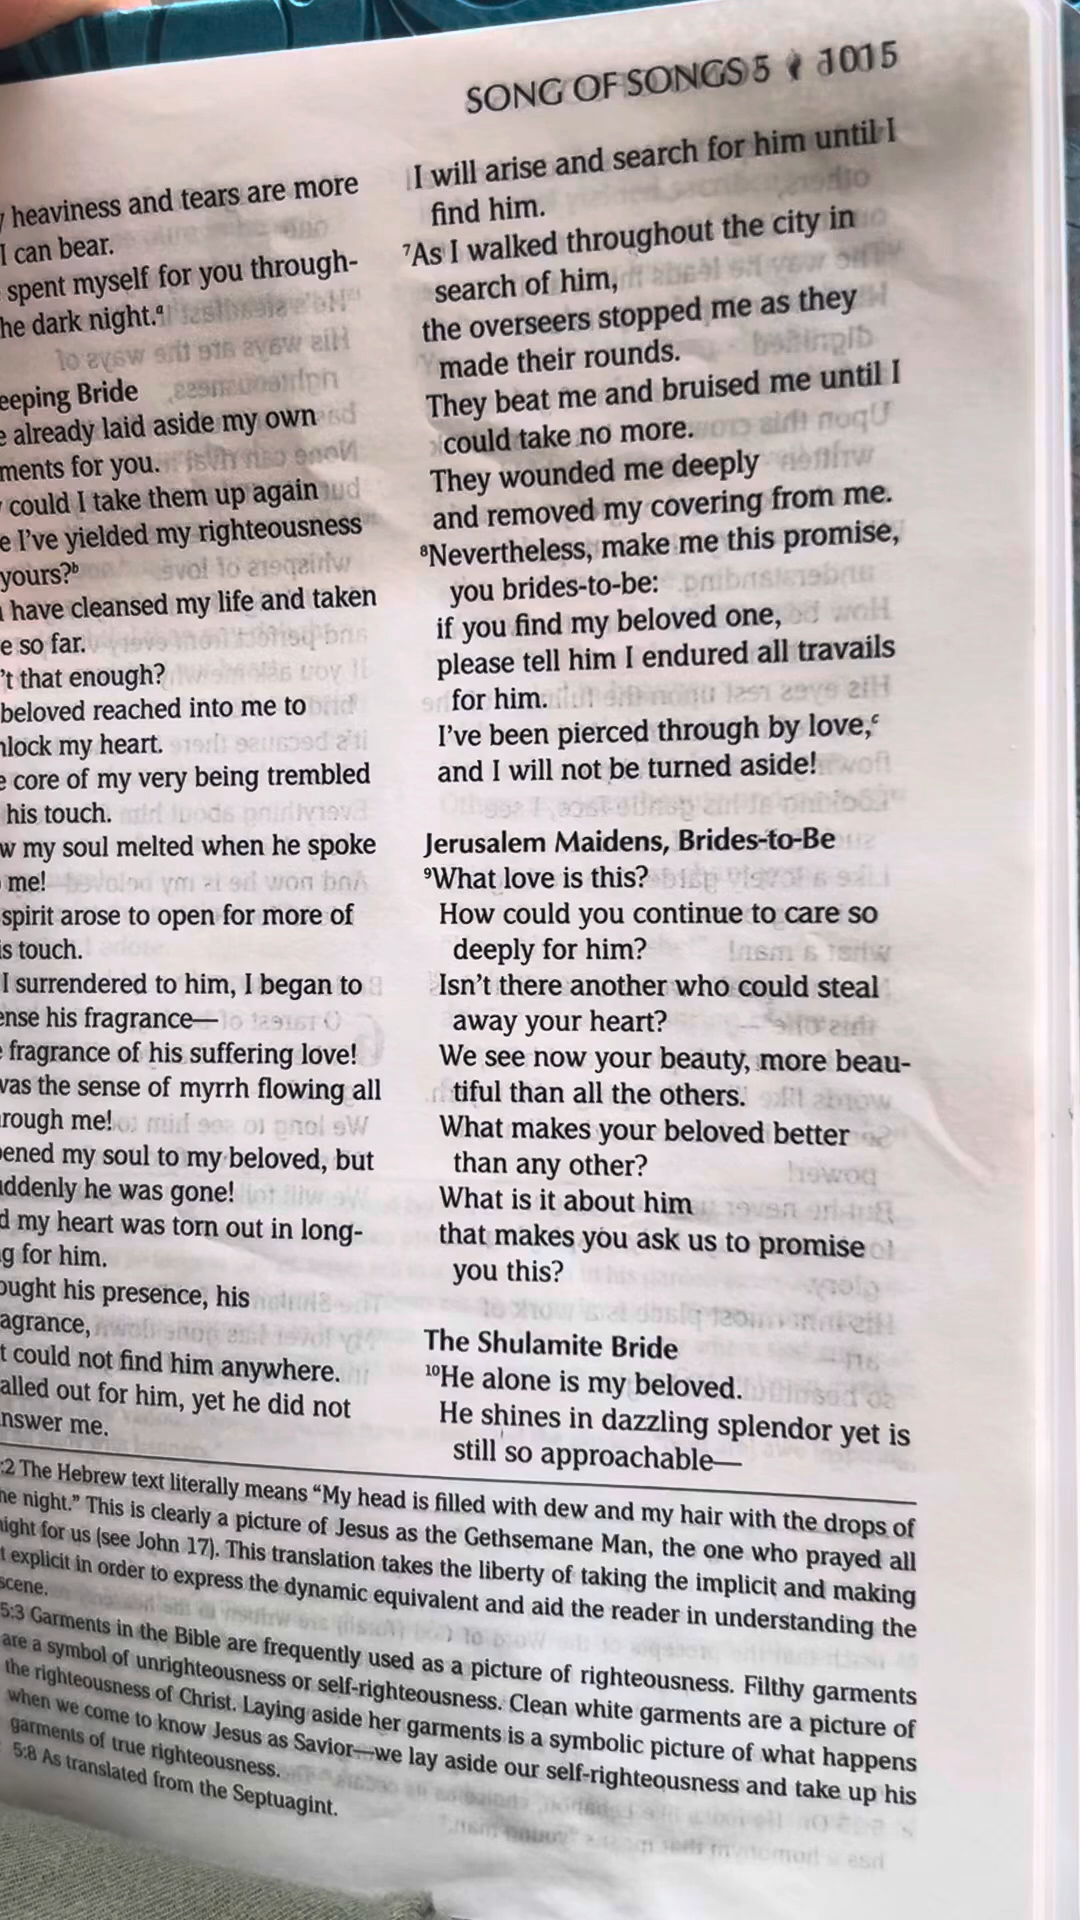 SONG OF SONGS 5 1015
heaviness and tears are more
I can bear.
spent myself for you through-
he dark night.a
eeping Bride
already laid aside my own
ments for you.
could I take them up again
I've yielded my righteousness
yours?b
have cleansed my life and taken
so far.
't that enough?
beloved reached into me to
nlock my heart.
core of my very being trembled
his touch.
w my soul melted when he spoke
me!
spirit arose to open for more of
is touch.
I surrendered to him, I began to
ense his fragrance—
fragrance of his suffering love!
was the sense of myrrh flowing all
rough me!
ened my soul to my beloved, but
uddenly he was gone!
d my heart was torn out in long-
g for him.
ought his presence, his
agrance,
t could not find him anywhere.
alled out for him, yet he did not
nswer me.
I will arise and search for him until I
find him.
7As I walked throughout the city in
search of him,
the overseers stopped me as they
made their rounds.
They beat me and bruised me until I
could take no more.
They wounded me deeply
and removed my covering from me.
8Nevertheless, make me this promise,
you brides-to-be:
if you find my beloved one,
please tell him I endured all travails
for him.
I've been pierced through by love,c
and I will not be turned aside!
Jerusalem Maidens, Brides-to-Be
9What love is this?
How could you continue to care so
deeply for him?
Isn't there another who could steal
away your heart?
We see now your beauty, more beau-
tiful than all the others.
What makes your beloved better
than any other?
What is it about him
that makes you ask us to promise
you this?
The Shulamite Bride
10He alone is my beloved.
He shines in dazzling splendor yet is
still so approachable—
:2 The Hebrew text literally means “My head is filled with dew and my hair with the drops of
he night.” This is clearly a picture of Jesus as the Gethsemane Man, the one who prayed all
night for us (see John 17). This translation takes the liberty of taking the implicit and making
t explicit in order to express the dynamic equivalent and aid the reader in understanding the
scene.
5:3 Garments in the Bible are frequently used as a picture of righteousness. Filthy garments
are a symbol of unrighteousness or self-righteousness. Clean white garments are a picture of
the righteousness of Christ. Laying aside her garments is a symbolic picture of what happens
when we come to know Jesus as Savior—we lay aside our self-righteousness and take up his
garments of true righteousness.
5:8 As translated from the Septuagint.